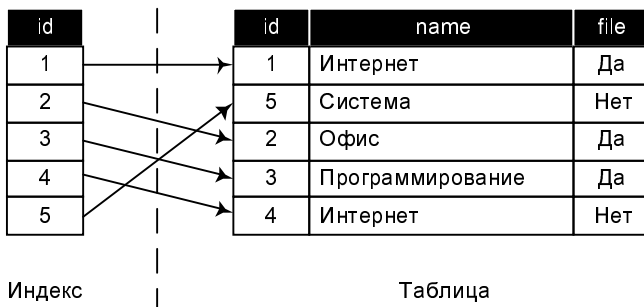 id id name file
1 1 Интернет Да
2 5 Система Нет
3 2 Офис Да
4 3 Программирование Да
5 4 Интернет Нет
Индекс Таблица